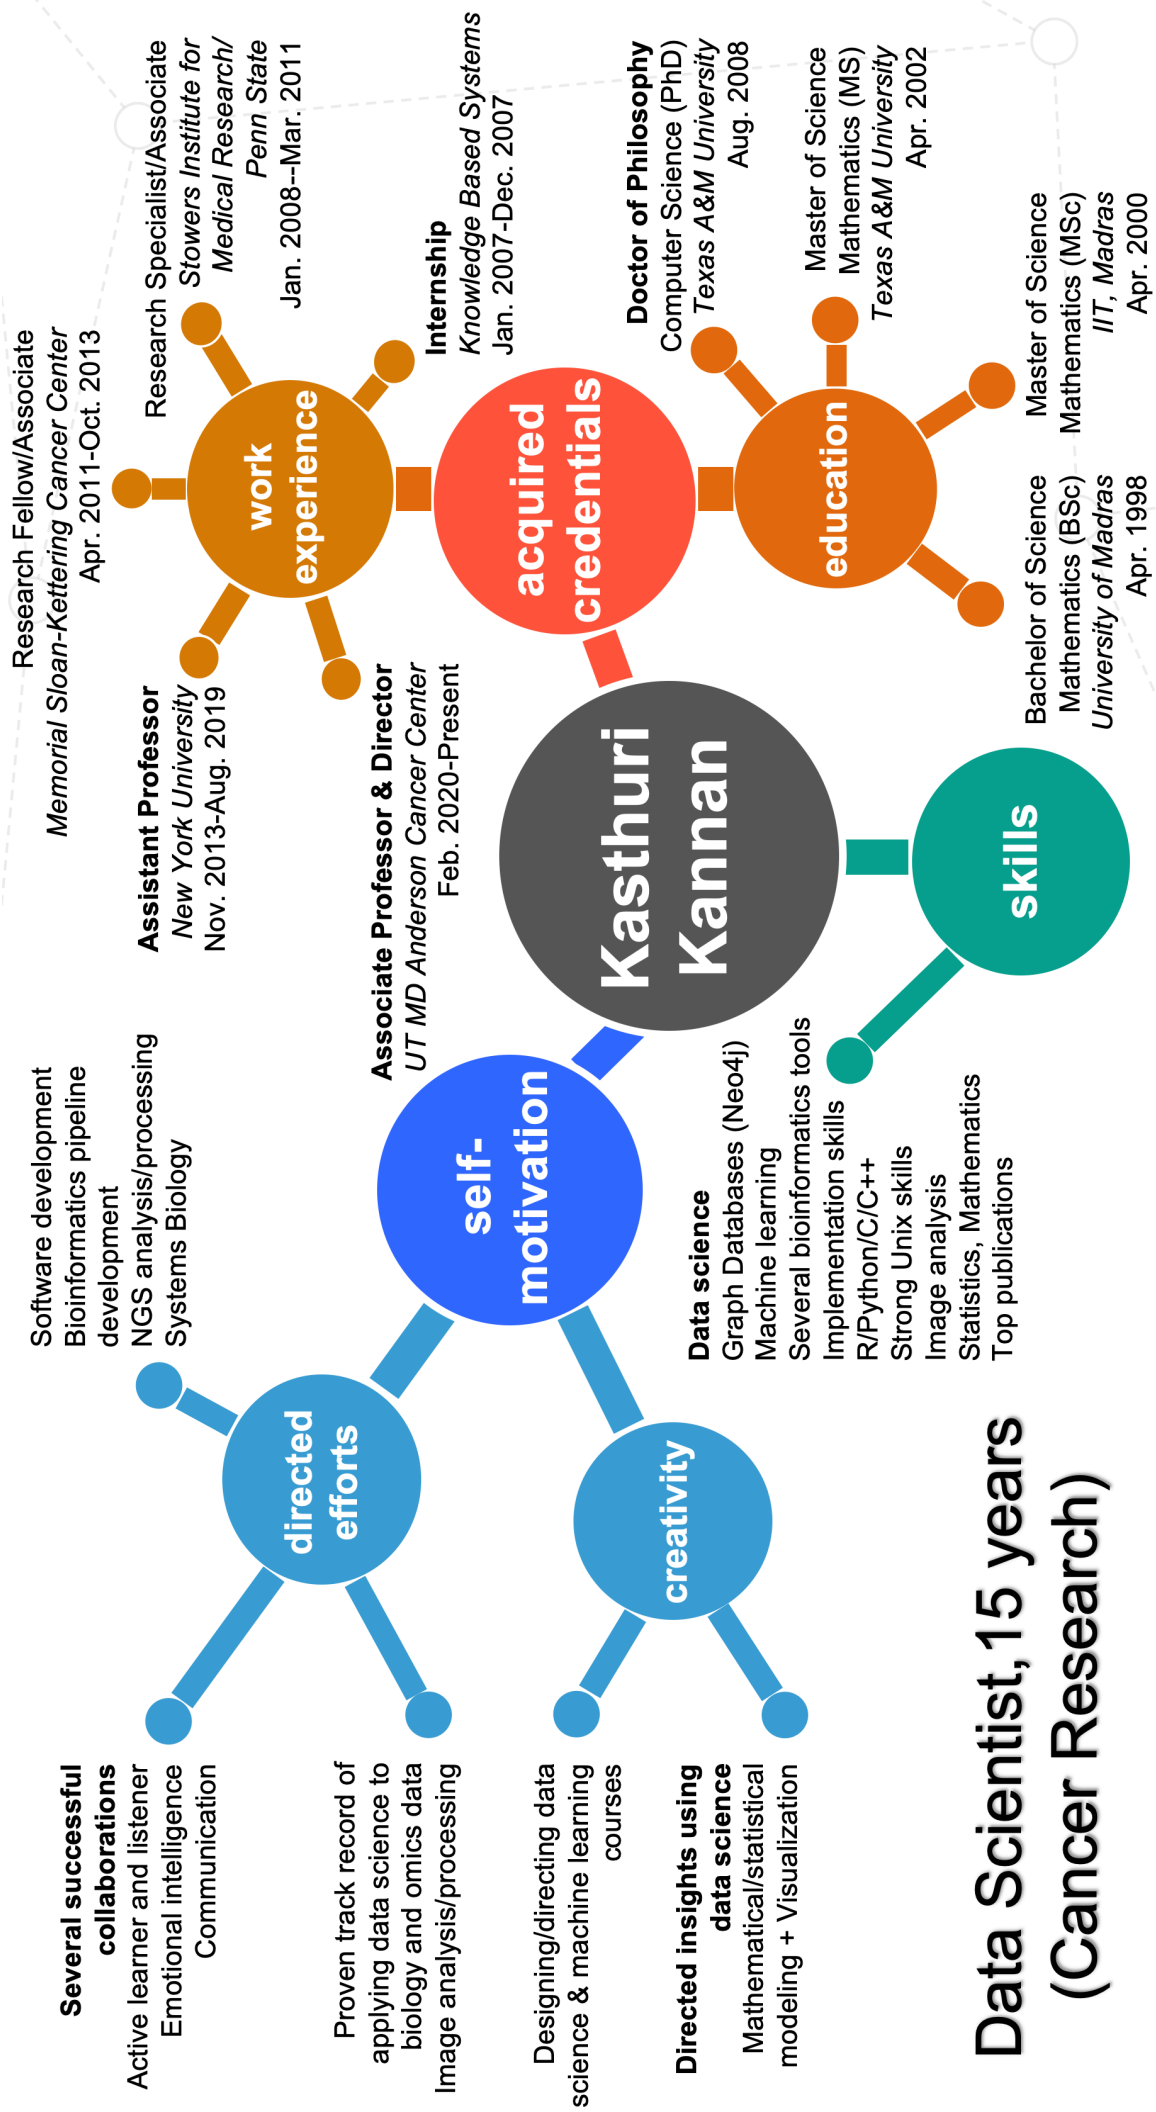 Several successful
collaborations
Active learner and listener
Emotional intelligence
Communication
Proven track record of
applying data science to
biology and omics data
Image analysis/processing
Designing/directing data
science & machine learning
courses
Directed insights using
data science
Mathematical/statistical
modeling + Visualization
Data Scientist, 15 years
(Cancer Research)
directed
efforts
creativity
Software development
Bioinformatics pipeline
development
NGS analysis/processing
Systems Biology
self-
motivation
Data science
Graph Databases (Neo4j)
Machine learning
Several bioinformatics tools
Implementation skills
R/Python/C/C++
Strong Unix skills
Image analysis
Statistics, Mathematics
Top publications
Kasthuri
Kannan
skills
Assistant Professor
New York University
Nov. 2013-Aug. 2019
Associate Professor & Director
UT MD Anderson Cancer Center
Feb. 2020-Present
Research Fellow/Associate
Memorial Sloan-Kettering Cancer Center
Apr. 2011-Oct. 2013
work
experience
acquired
credentials
education
Research Specialist/Associate
Stowers Institute for
Medical Research/
Penn State
Jan. 2008--Mar. 2011
Internship
Knowledge Based Systems
Jan. 2007-Dec. 2007
Doctor of Philosophy
Computer Science (PhD)
Texas A&M University
Aug. 2008
Master of Science
Mathematics (MS)
Texas A&M University
Apr. 2002
Master of Science
Mathematics (MSc)
IIT, Madras
Apr. 2000
Bachelor of Science
Mathematics (BSc)
University of Madras
Apr. 1998